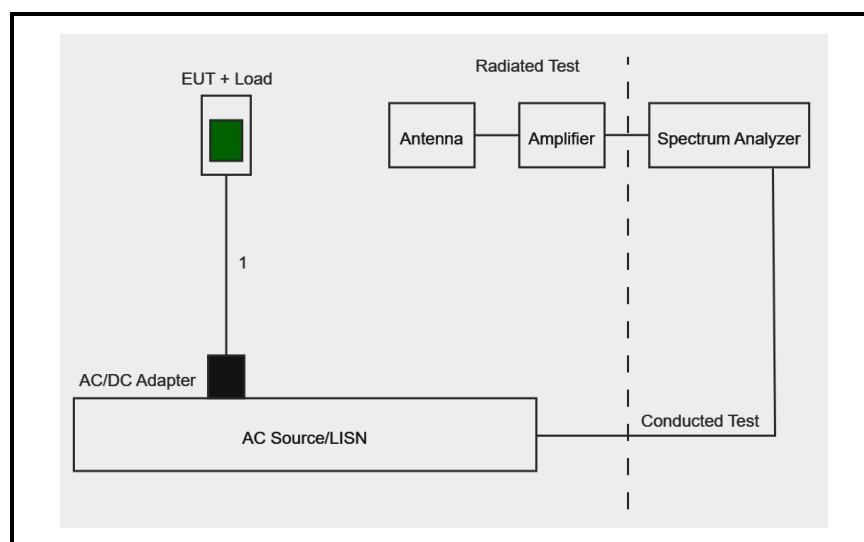 Radiated Test
EUT + Load
Antenna
Amplifier
Spectrum Analyzer
1
AC/DC Adapter
Conducted Test
AC Source/LISN